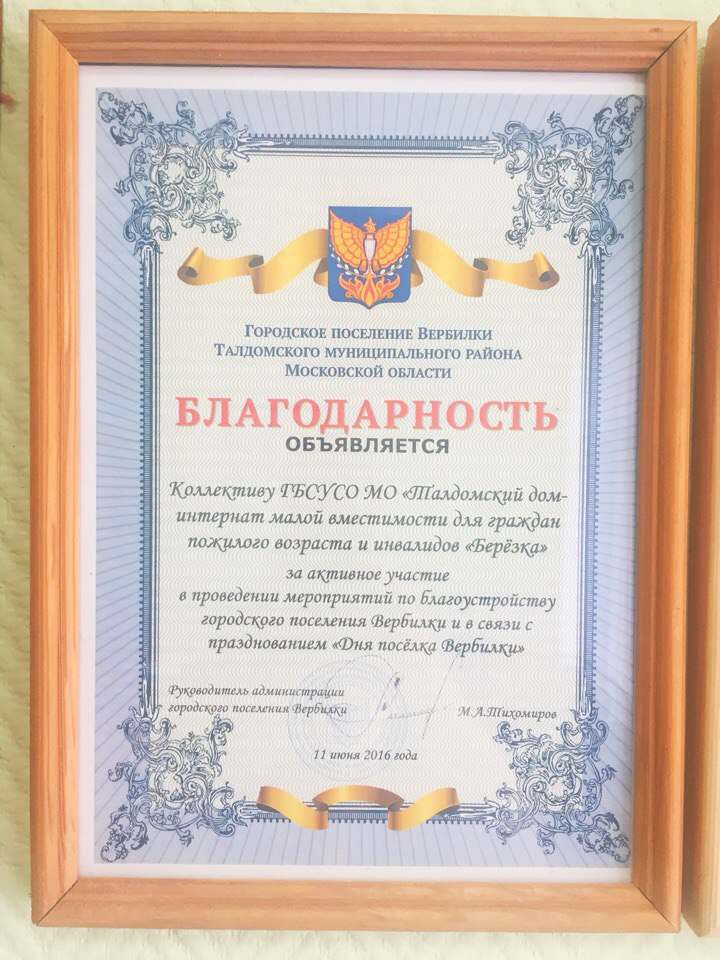 Городское поселение Вербилки
Талдомского муниципального района
Московской области
БЛАГОДАРНОСТЬ
ОБЪЯВЛЯЕТСЯ
Коллективу ГБСУСО МО «Талдомский дом-
интернат малой вместимости для граждан
пожилого возраста и инвалидов «Берёзка»
за активное участие
в проведении мероприятий по благоустройству
городского поселения Вербилки и в связи с
празднованием «Дня посёлка Вербилки»
Руководитель администрации
городского поселения Вербилки
М.А.Тихомиров
11 июня 2016 года